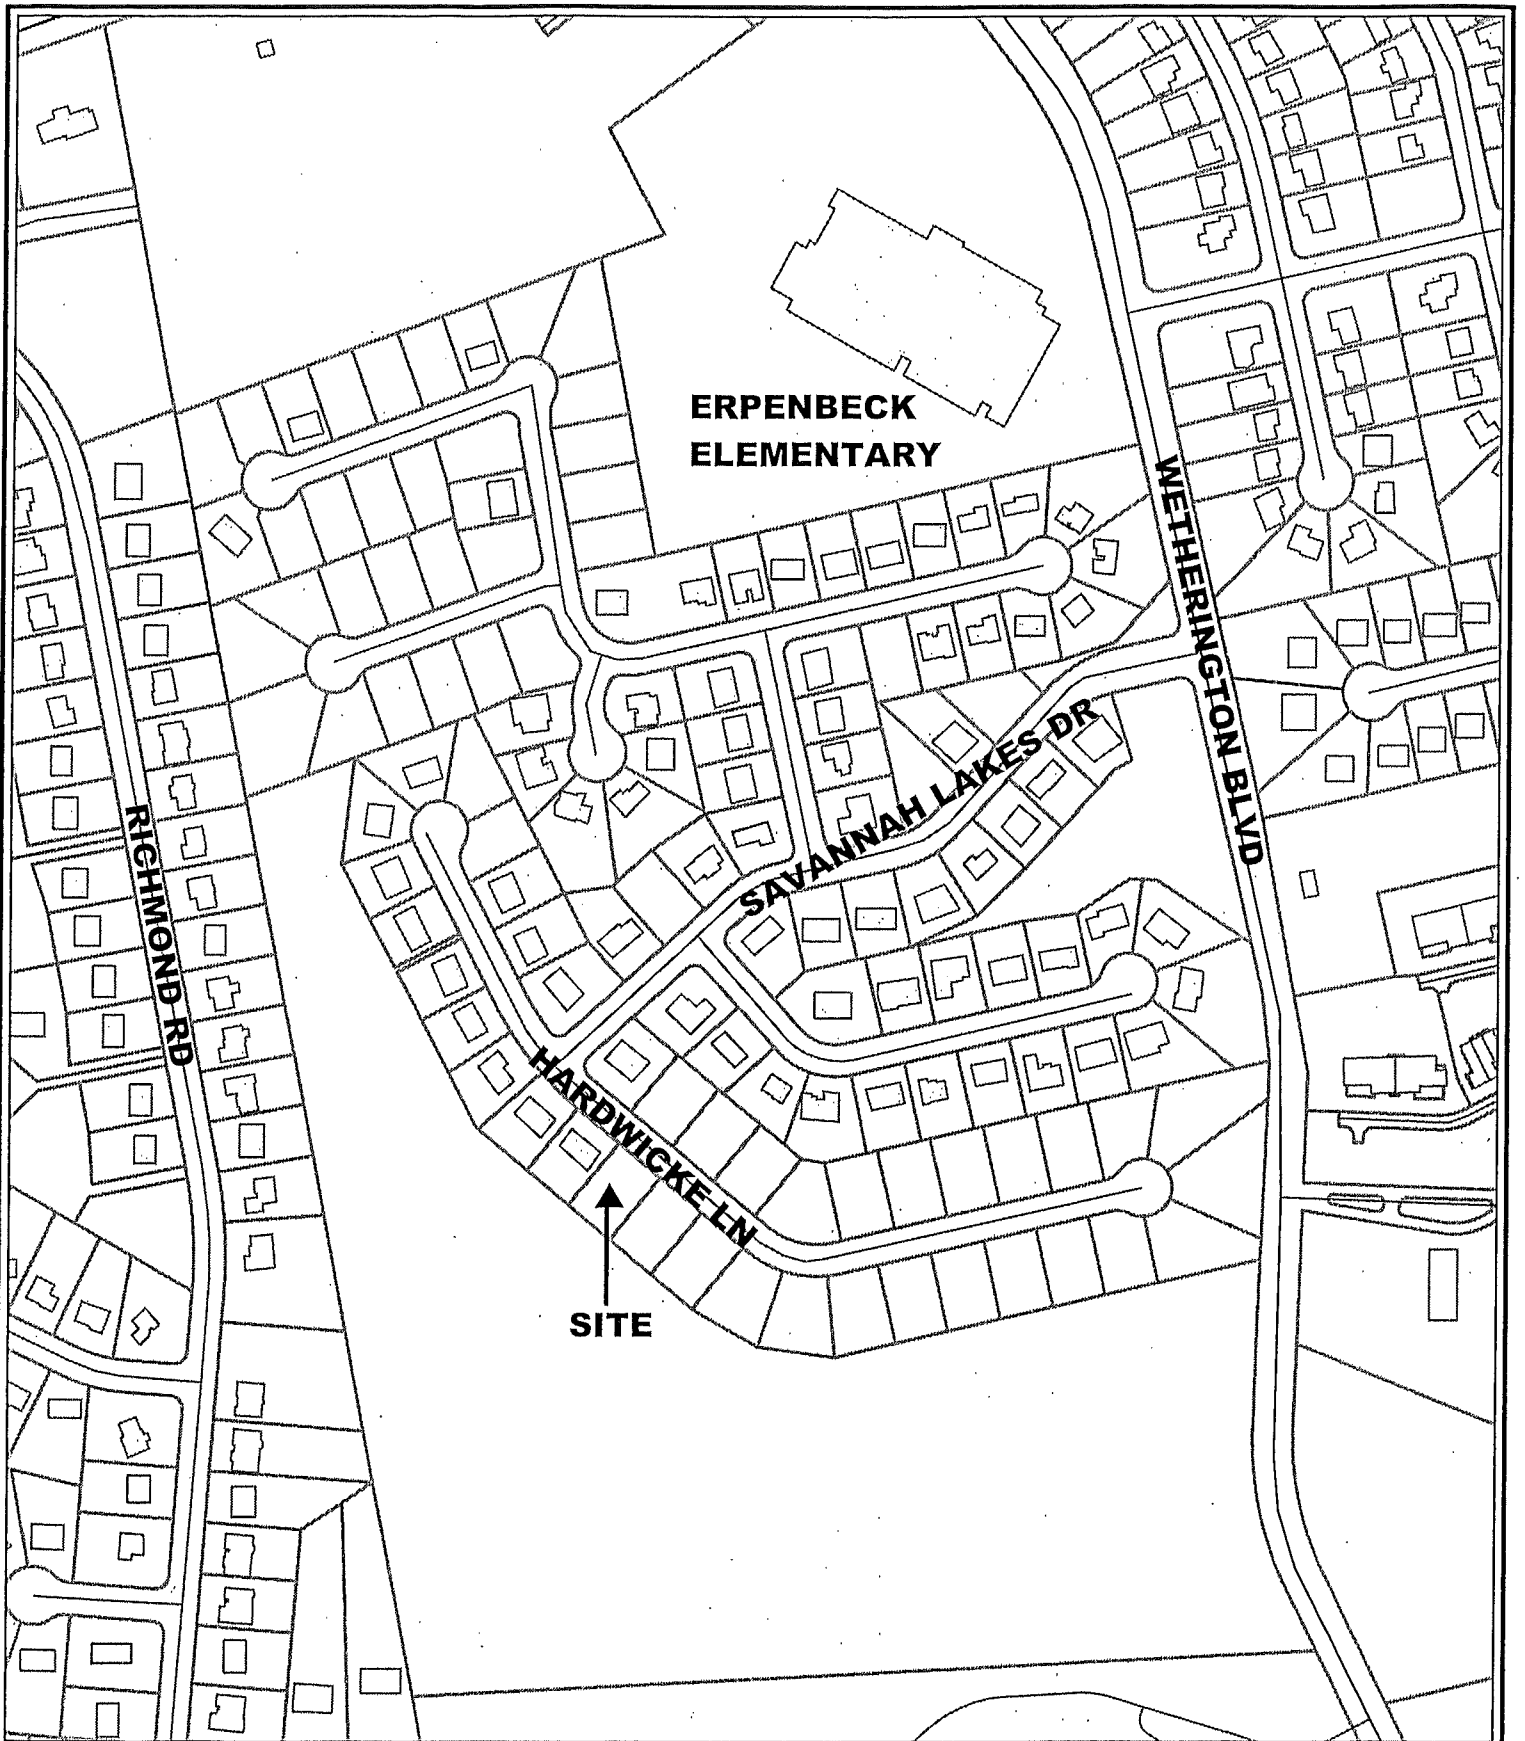 ERPENBECK
ELEMENTARY
WETHERINGTON BLVD
SAVANNAH LAKES DR
RICHMOND RD
HARDWICKE LN
SITE